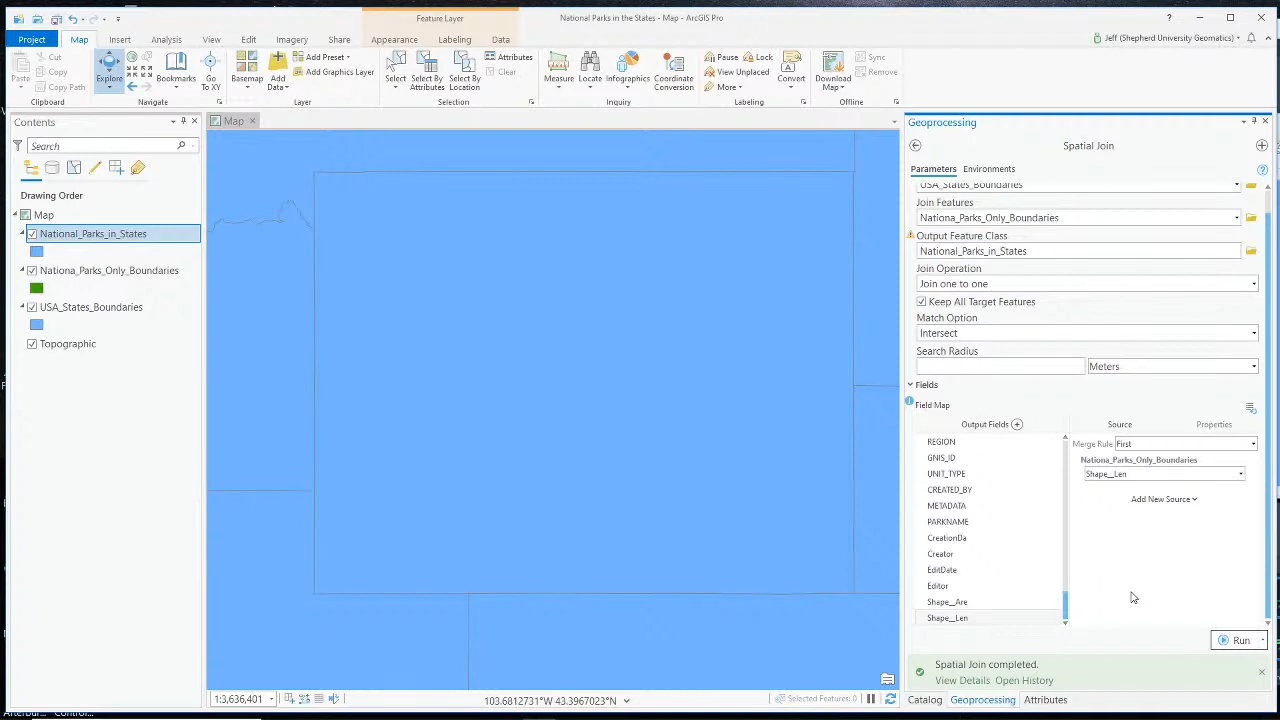 Feature Layer
National Parks in the States - Map - ArcGIS Pro
?
Project Map Insert Analysis View Edit Imagery Share Appearance Labeling Data
Jeff (Shepherd University Geomatics)
Paste Cut Copy Copy Path
Explore Bookmarks Go To XY
Basemap Add Data Add Preset Add Graphics Layer
Select Select By Attributes Select By Location Attributes Clear
Measure Locate Infographics Coordinate Conversion
Pause Lock View Unplaced More Convert
Download Map Sync Remove
Clipboard Navigate Layer Selection Inquiry Labeling Offline
Contents
Search
Drawing Order
Map
National_Parks_in_States
Nationa_Parks_Only_Boundaries
USA_States_Boundaries
Topographic
Map
1:3,636,401
103.6812731°W 43.3967023°N
Selected Features: 0
Geoprocessing
Spatial Join
Parameters Environments
USA_States_Boundaries
Join Features
Nationa_Parks_Only_Boundaries
Output Feature Class
National_Parks_in_States
Join Operation
Join one to one
Keep All Target Features
Match Option
Intersect
Search Radius
Meters
Fields
Field Map
Output Fields Source Properties
REGION
GNIS_ID
UNIT_TYPE
CREATED_BY
METADATA
PARKNAME
CreationDa
Creator
EditDate
Editor
Shape__Are
Shape__Len
Merge Rule First
Nationa_Parks_Only_Boundaries
Shape__Len
Add New Source
Run
Spatial Join completed.
View Details Open History
Catalog Geoprocessing Attributes